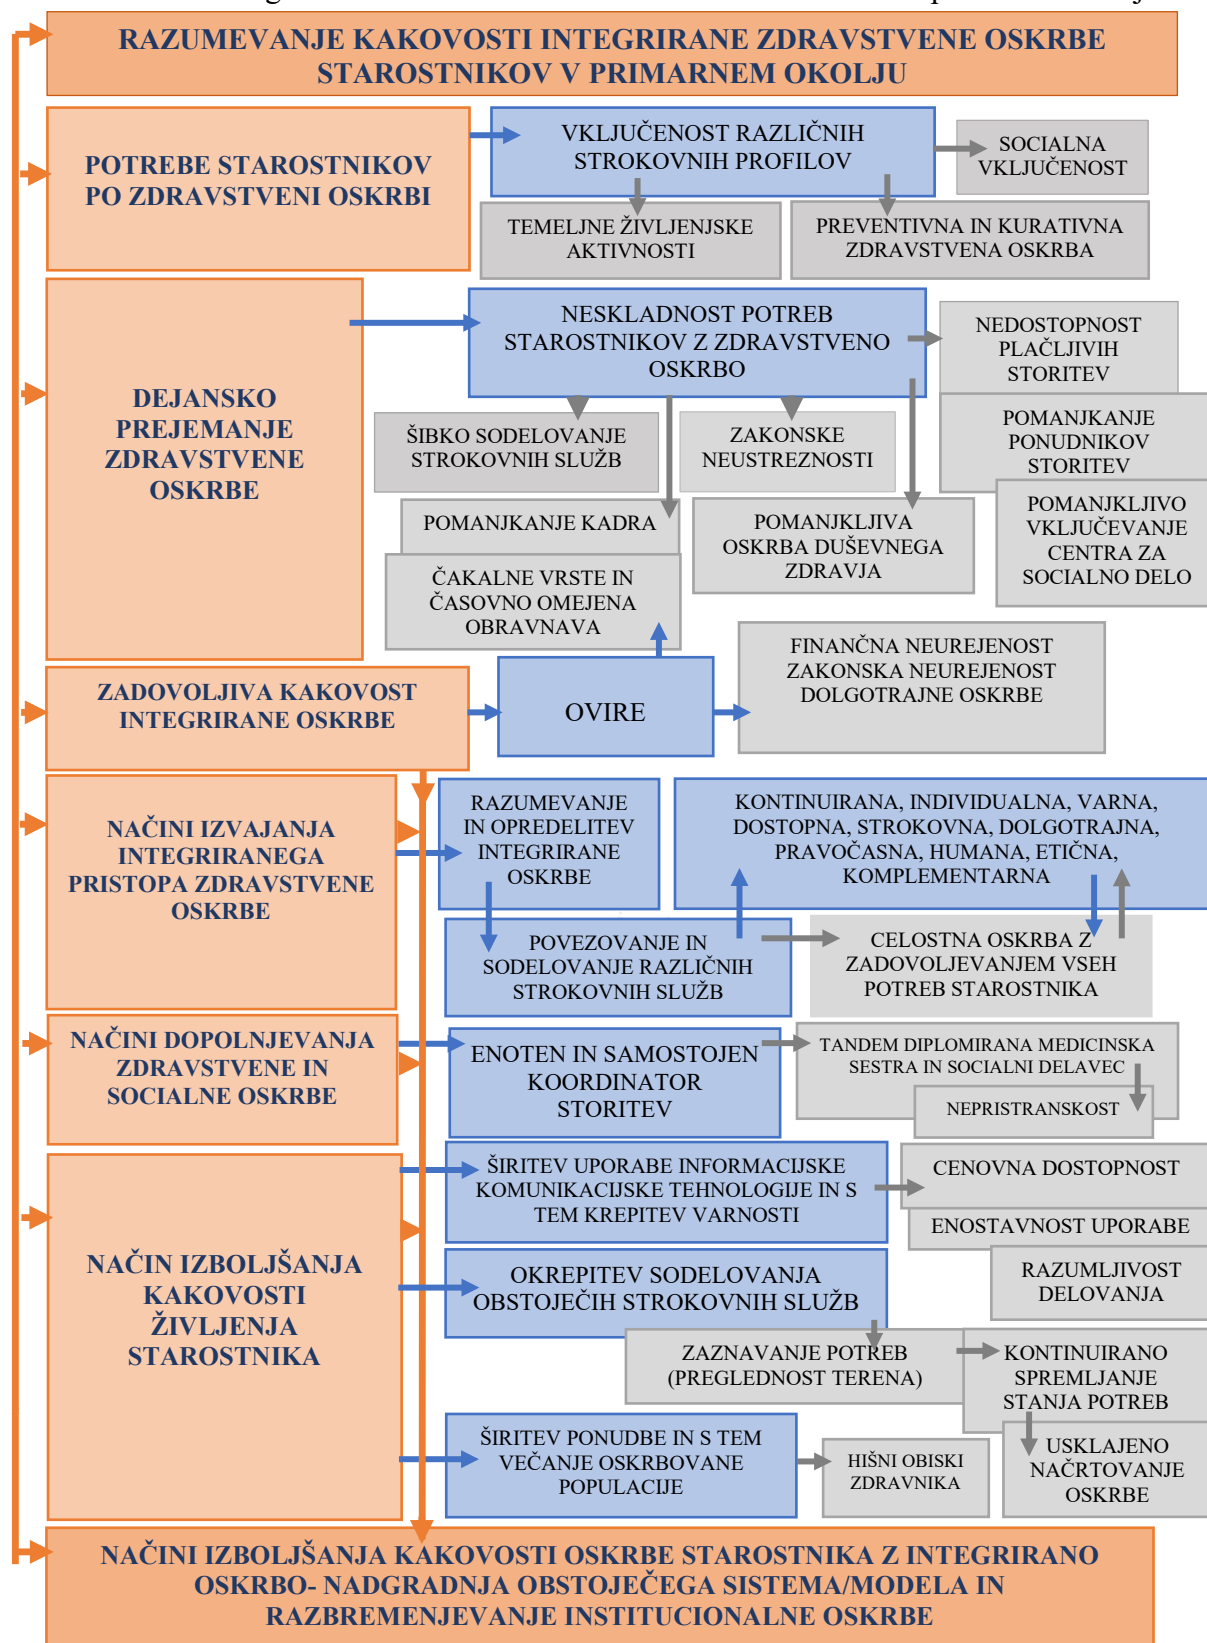 RAZUMEVANJE KAKOVOSTI INTEGRIRANE ZDRAVSTVENE OSKRBE
STAROSTNIKOV V PRIMARNEM OKOLJU
POTREBE STAROSTNIKOV
PO ZDRAVSTVENI OSKRBI
VKLJUČENOST RAZLIČNIH
STROKOVNIH PROFILOV
SOCIALNA
VKLJUČENOST
TEMELJNE ŽIVLJENJSKE
AKTIVNOSTI
PREVENTIVNA IN KURATIVNA
ZDRAVSTVENA OSKRBA
DEJANSKO
PREJEMANJE
ZDRAVSTVENE
OSKRBE
NESKLADNOST POTREB
STAROSTNIKOV Z ZDRAVSTVENO
OSKRBO
NEDOSTOPNOST
PLAČLJIVIH
STORITEV
ŠIBKO SODELOVANJE
STROKOVNIH SLUŽB
ZAKONSKE
NEUSTREZNOSTI
POMANJKANJE
PONUDNIKOV
STORITEV
POMANJKANJE KADRA
POMANJKLJIVA
OSKRBA DUŠEVNEGA
ZDRAVJA
POMANJKLJIVO
VKLJUČEVANJE
CENTRA ZA
SOCIALNO DELO
ČAKALNE VRSTE IN
ČASOVNO OMEJENA
OBRAVNAVA
ZADOVOLJIVA KAKOVOST
INTEGRIRANE OSKRBE
OVIRE
FINANČNA NEUREJENOST
ZAKONSKA NEUREJENOST
DOLGOTRAJNE OSKRBE
NAČINI IZVAJANJA
INTEGRIRANEGA
PRISTOPA ZDRAVSTVENE
OSKRBE
RAZUMEVANJE
IN OPREDELITEV
INTEGRIRANE
OSKRBE
KONTINUIRANA, INDIVIDUALNA, VARNA,
DOSTOPNA, STROKOVNA, DOLGOTRAJNA,
PRAVOČASNA, HUMANA, ETIČNA,
KOMPLEMENTARNA
POVEZOVANJE IN
SODELOVANJE RAZLIČNIH
STROKOVNIH SLUŽB
CELOSTNA OSKRBA Z
ZADOVOLJEVANJEM VSEH
POTREB STAROSTNIKA
NAČINI DOPOLNJEVANJA
ZDRAVSTVENE IN
SOCIALNE OSKRBE
ENOTEN IN SAMOSTOJEN
KOORDINATOR
STORITEV
TANDEM DIPLOMIRANA MEDICINSKA
SESTRA IN SOCIALNI DELAVEC
NEPRISTRANSKOST
NAČIN IZBOLJŠANJA
KAKOVOSTI
ŽIVLJENJA
STAROSTNIKA
ŠIRITEV UPORABE INFORMACIJSKE
KOMUNIKACIJSKE TEHNOLOGIJE IN S
TEM KREPITEV VARNOSTI
CENOVNA DOSTOPNOST
ENOSTAVNOST UPORABE
RAZUMLJIVOST
DELOVANJA
OKREPITEV SODELOVANJA
OBSTOJEČIH STROKOVNIH SLUŽB
ZAZNAVANJE POTREB
(PREGLEDNOST TERENA)
KONTINUIRANO
SPREMLJANJE
STANJA POTREB
USKLAJENO
NAČRTOVANJE
OSKRBE
ŠIRITEV PONUDBE IN S TEM
VEČANJE OSKRBOVANE
POPULACIJE
HIŠNI OBISKI
ZDRAVNIKA
NAČINI IZBOLJŠANJA KAKOVOSTI OSKRBE STAROSTNIKA Z INTEGRIRANO
OSKRBO- NADGRADNJA OBSTOJEČEGA SISTEMA/MODELA IN
RAZBREMENJEVANJE INSTITUCIONALNE OSKRBE